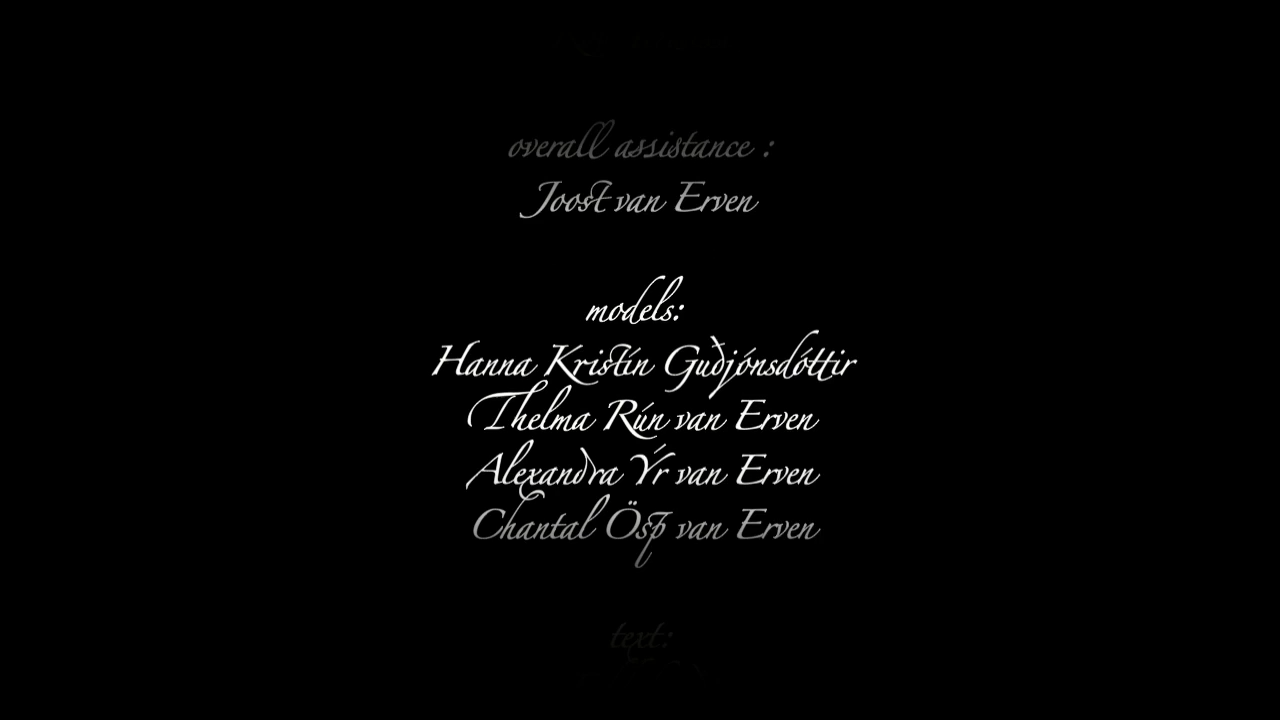 overall assistance :
Joost van Erven
models:
Hanna Kristín Guðjónsdóttir
Thelma Rún van Erven
Alexandra Ýr van Erven
Chantal Ösp van Erven
text: